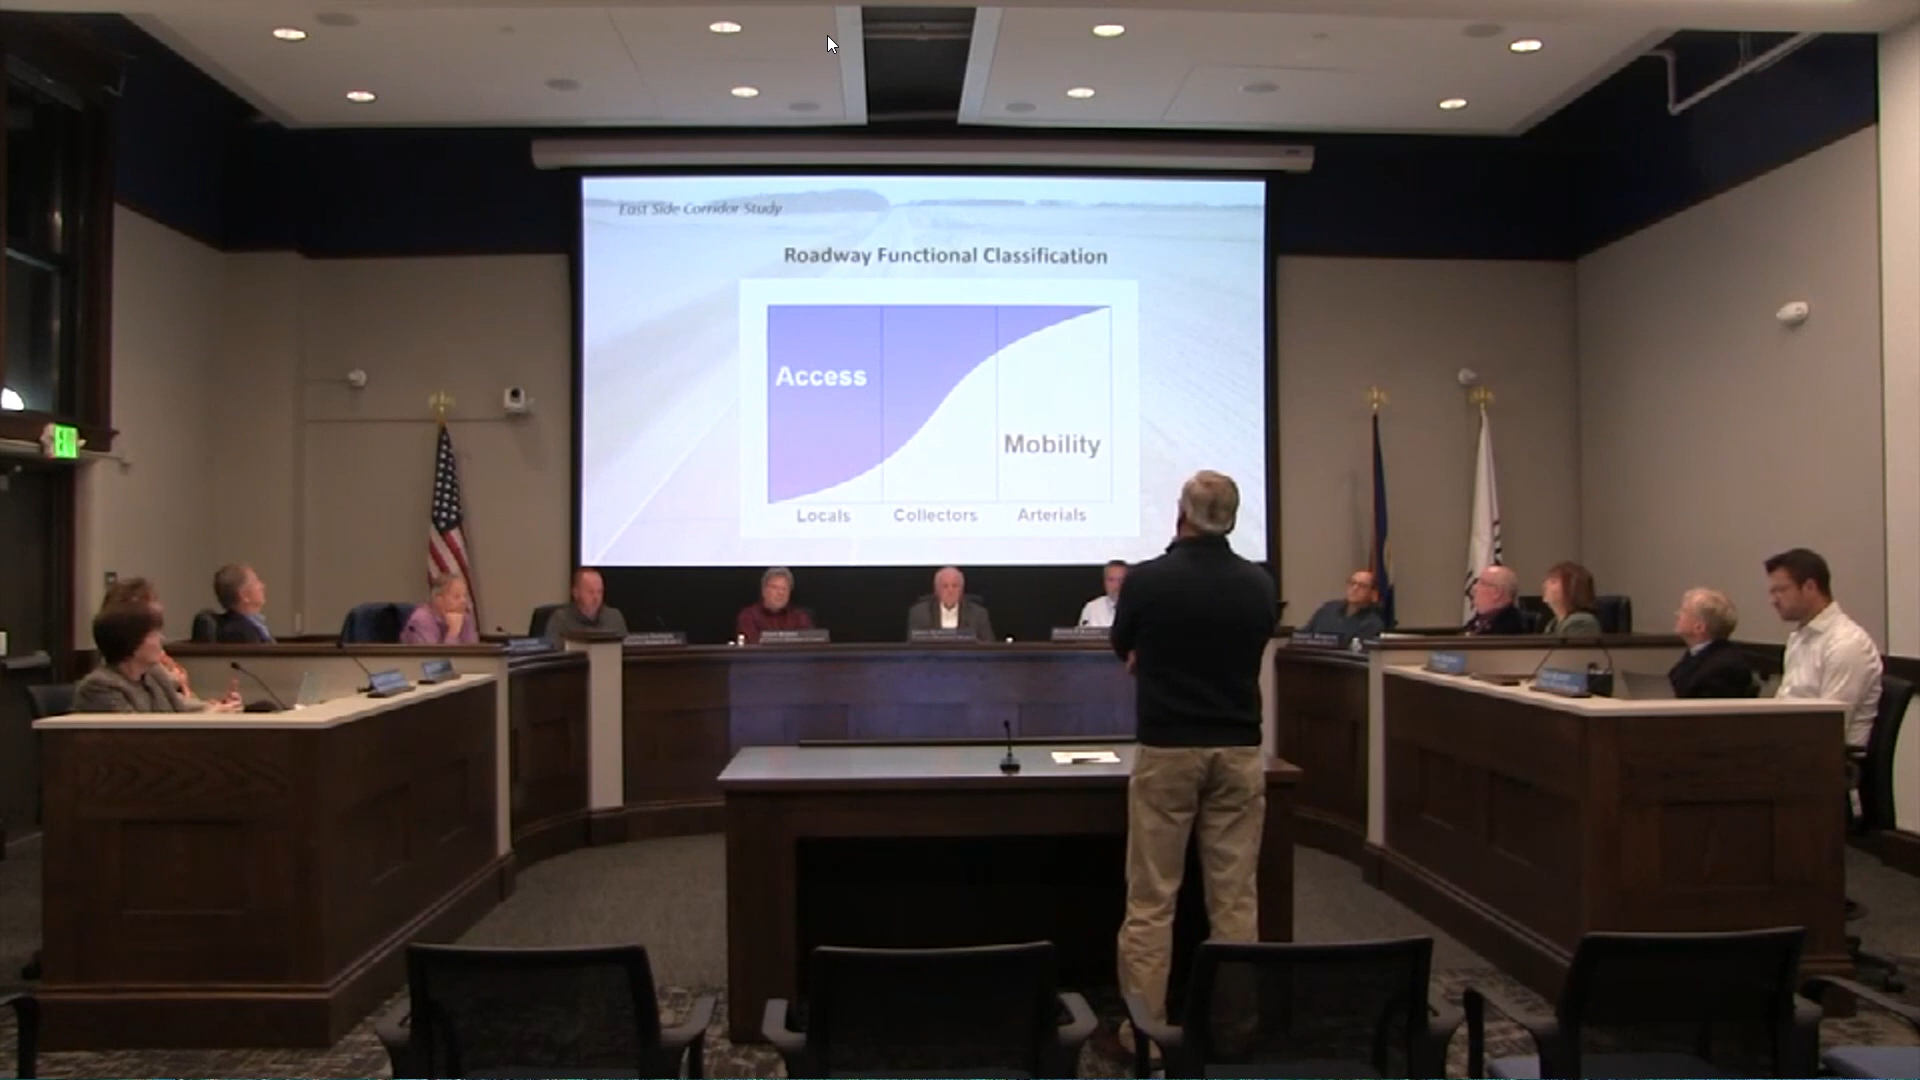 East Side Corridor Study
Roadway Functional Classification
Access
Mobility
Locals Collectors Arterials